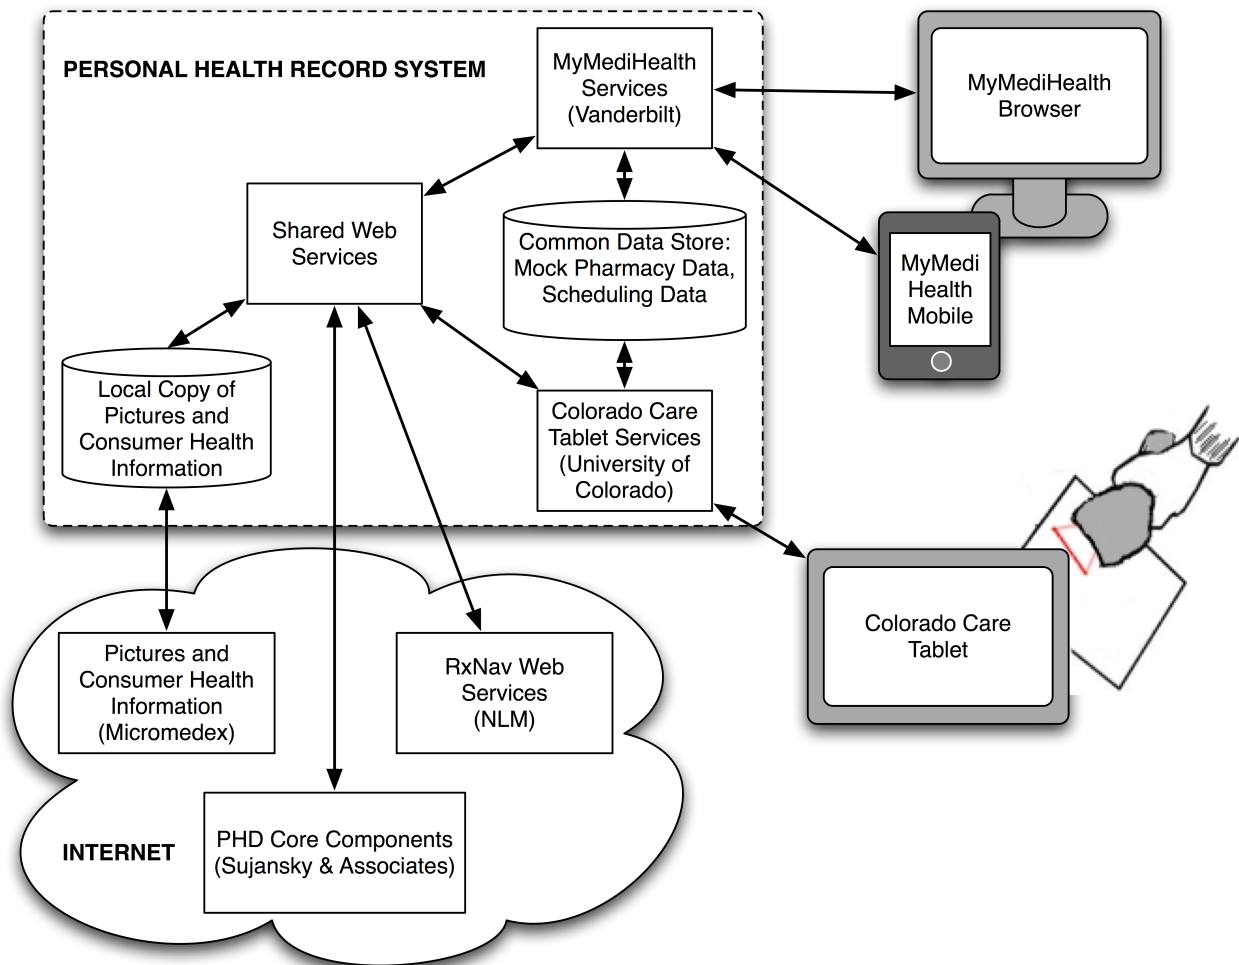 PERSONAL HEALTH RECORD SYSTEM
MyMediHealth
Services
(Vanderbilt)
MyMediHealth
Browser
Shared Web
Services
Common Data Store:
Mock Pharmacy Data,
Scheduling Data
MyMedi
Health
Mobile
Local Copy of
Pictures and
Consumer Health
Information
Colorado Care
Tablet Services
(University of
Colorado)
Colorado Care
Tablet
Pictures and
Consumer Health
Information
(Micromedex)
RxNav Web
Services
(NLM)
INTERNET
PHD Core Components
(Sujansky & Associates)